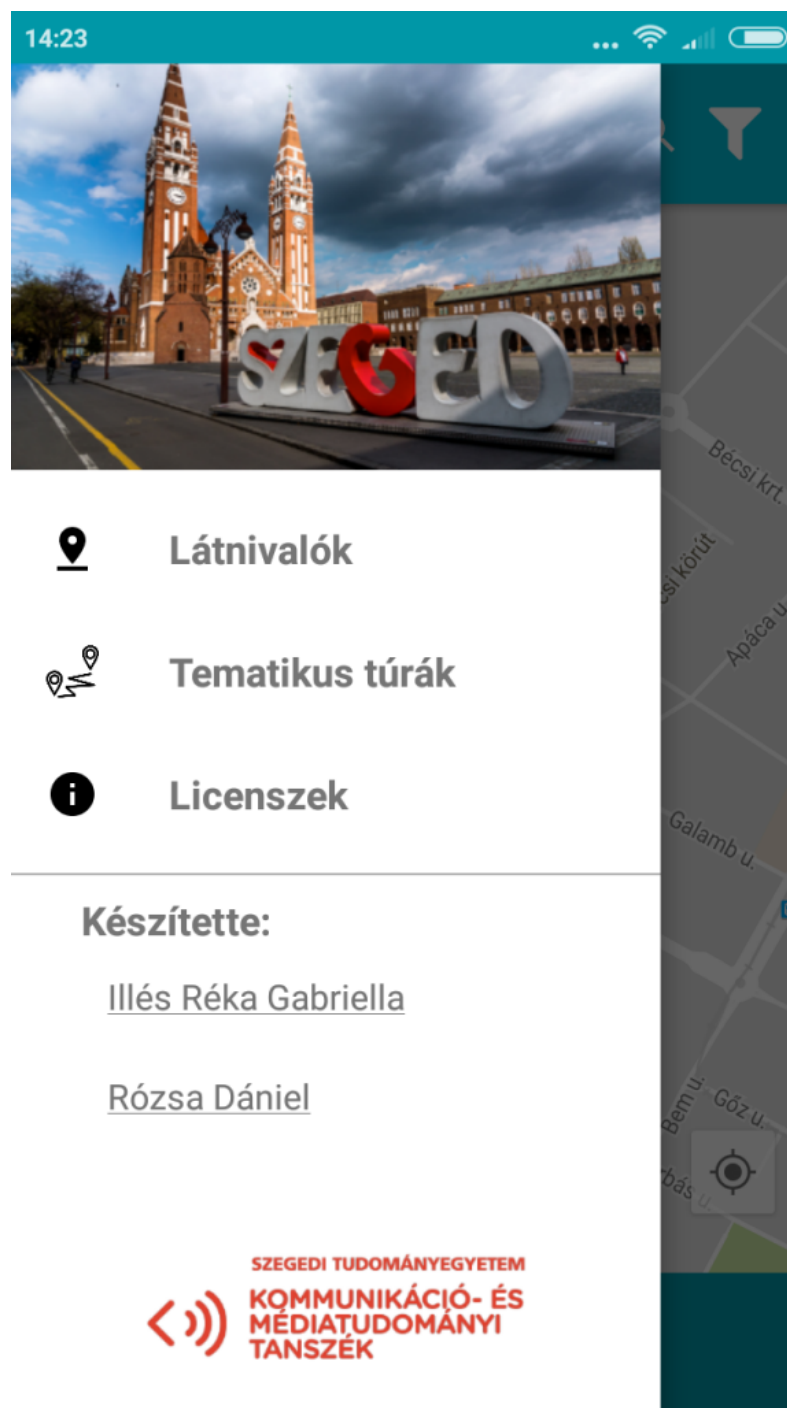 14:23
SZEGED
Bécsi krt.
Apáca u.
Látnivalók
Tematikus túrák
Licenszek
Galamb u.
Készítette:
Illés Réka Gabriella
Rózsa Dániel
Bem u.
Gőz u.
SZEGEDI TUDOMÁNYEGYETEM
KOMMUNIKÁCIÓ- ÉS
MÉDIATUDOMÁNYI
TANSZÉK